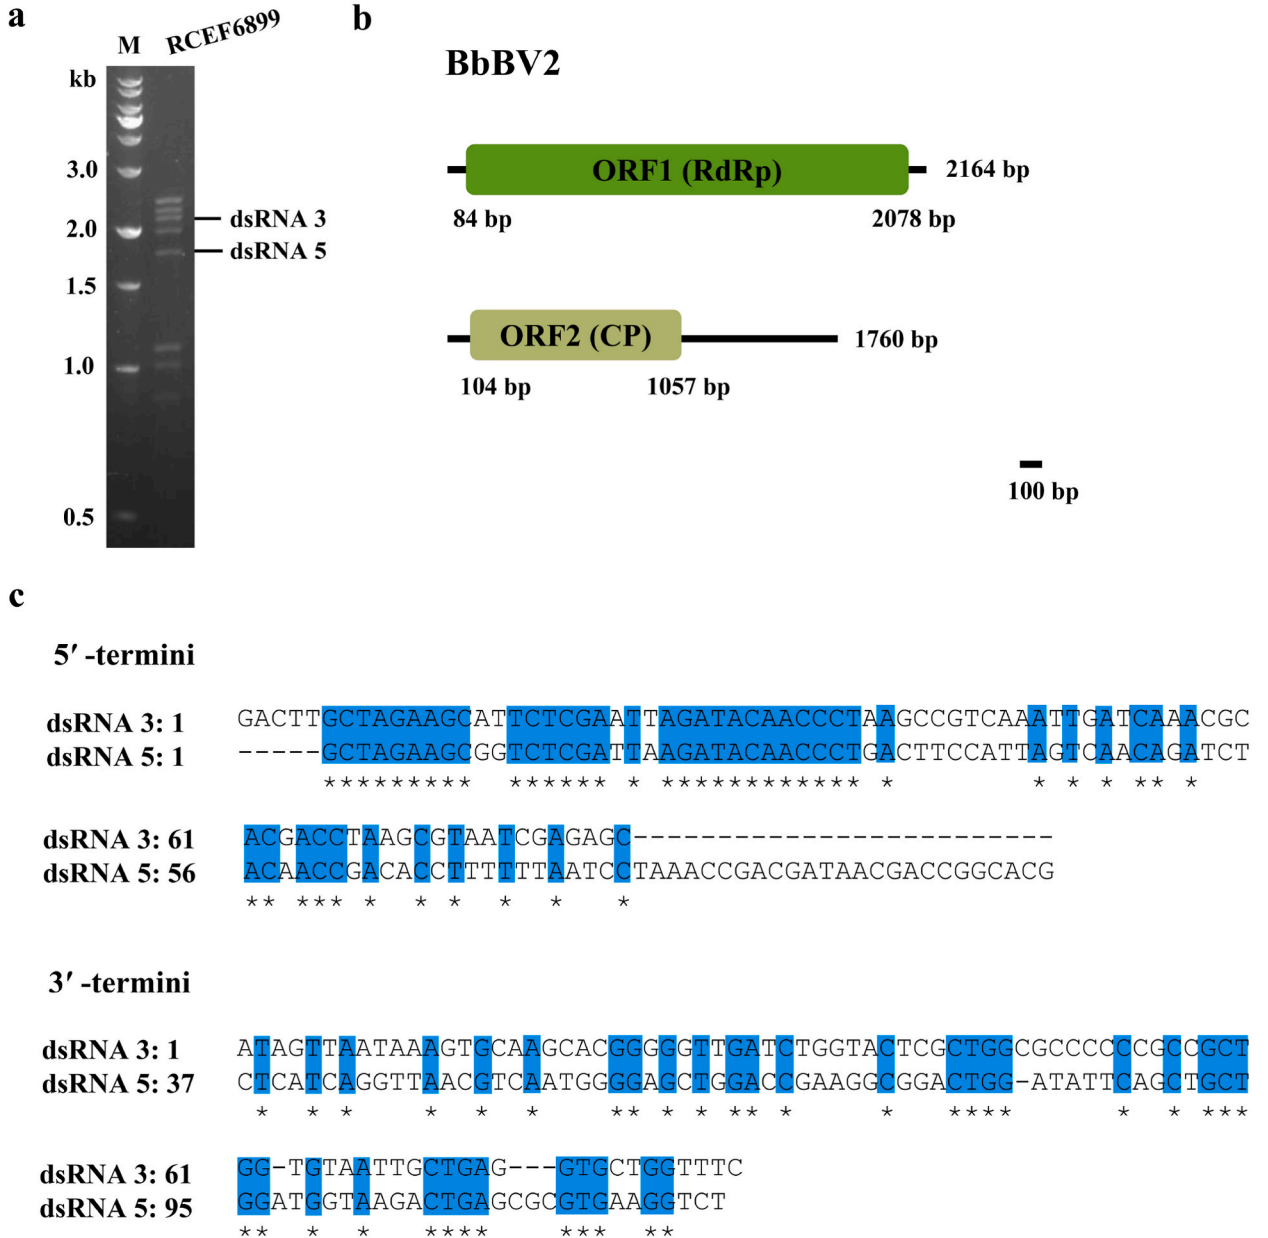 a
b
M RCEF6899
kb
BbBV2
3.0
2.0
1.5
1.0
0.5
dsRNA 3
dsRNA 5
ORF1 (RdRp) 2164 bp
84 bp 2078 bp
ORF2 (CP) 1760 bp
104 bp 1057 bp
100 bp
c
5′ -termini
dsRNA 3: 1 GACTTGCTAGAAGCATTCTCGAATTAGATACAACCCTAAGCCGTCAAATTGATCAAACGC
dsRNA 5: 1 -----GCTAGAAGCGGTCTCGATTAAGATACAACCCTGACTTCCATTAGTCAACAGATCT
********* ****** * ************ * * * * ** *
dsRNA 3: 61 ACGACCTAAGCGTAATCGAGAGC-------------------------
dsRNA 5: 56 ACAACCGACACCTTTTTTAATCCTAAACCGACGATAACGACCGGCACG
** *** * * * * * *
3′ -termini
dsRNA 3: 1 ATAGTTAATAAAGTGCAAGCACGGGGGTTGATCTGGTACTCGCTGGCGCCCCCCGCCGCT
dsRNA 5: 37 CTCATCAGGTTAACGTCAATGGGGAGCTGGACCGAAGGCGGACTGG-ATATTCAGCTGCT
* * * * * * ** * * ** * * **** * * ***
dsRNA 3: 61 GG-TGTAATTGCTGAG---GTGCTGGTTTC
dsRNA 5: 95 GGATGGTAAGACTGAGCGCGTGAAGGTCT
** * * **** *** **